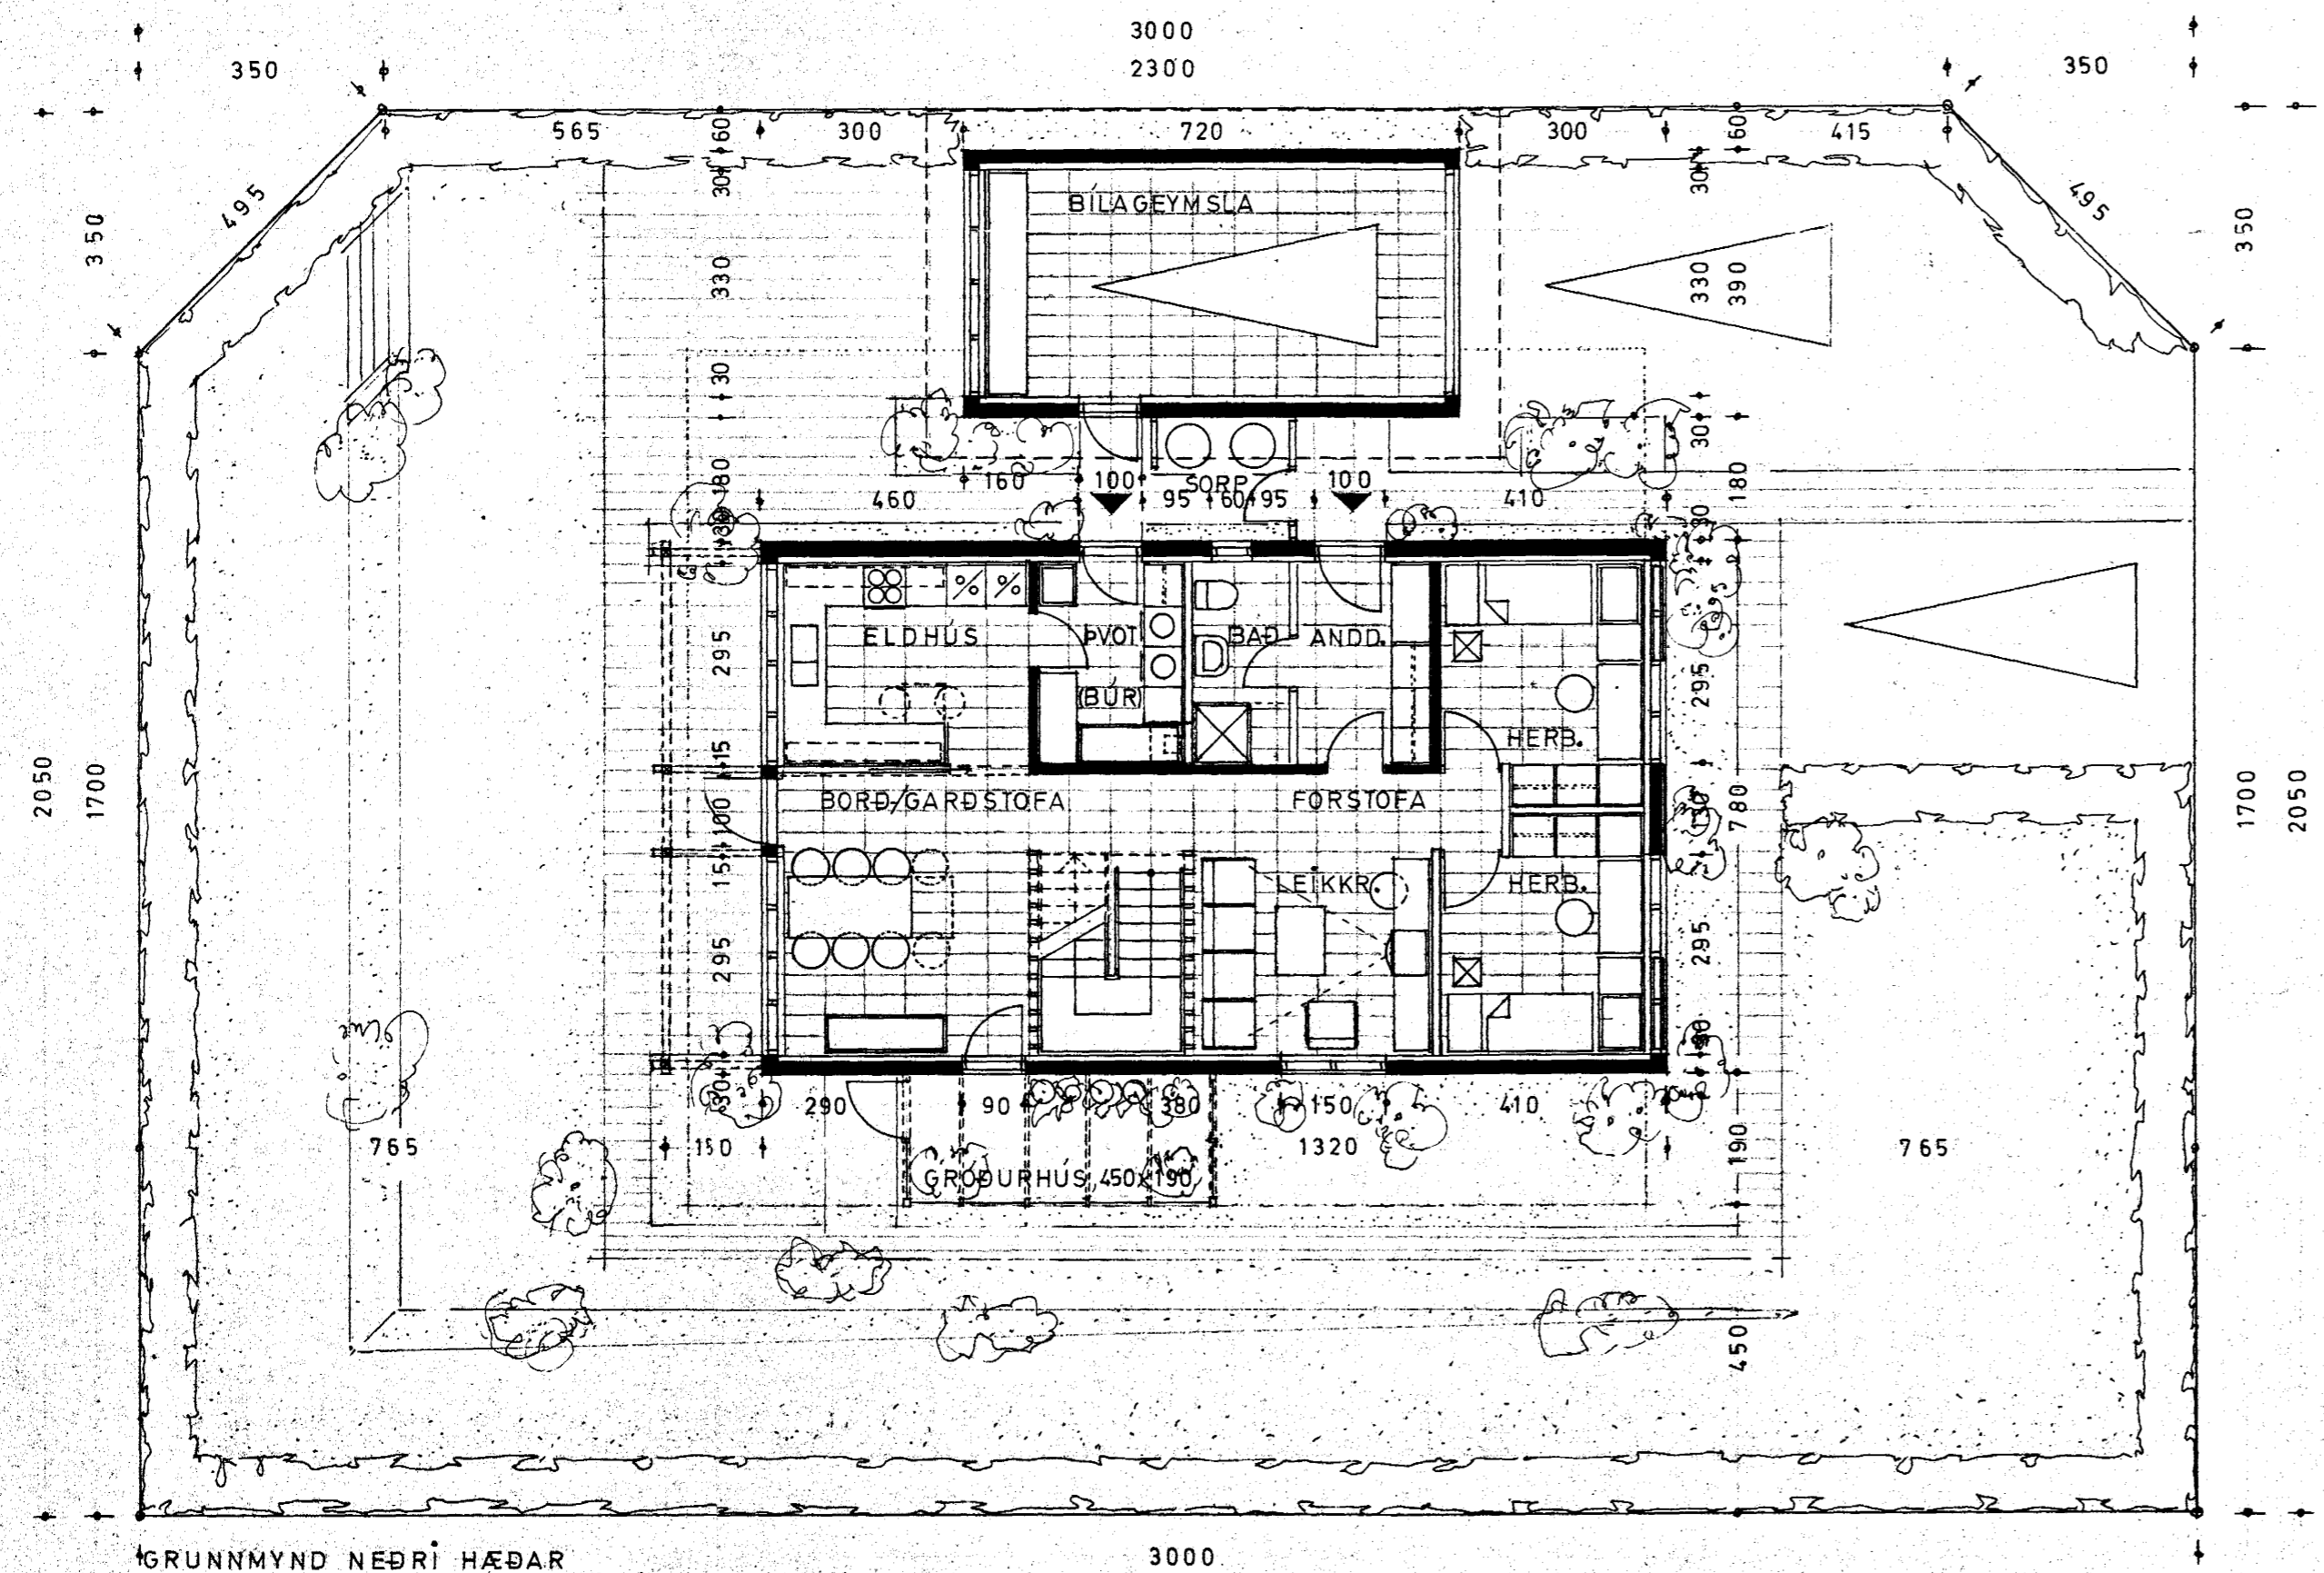 3000
350 2300 350
565 60 300 720 300 60 415
30 30
495 495
BÍLAGEYMSLA
350 350
330 330 390
30 30
180 160 100 SORP 100 180
460 95 60 95 410
30 30
ELDHÚS ÞVOT BAÐ ANDD.
295 295
(BÚR)
HERB.
15
2050 1700 1700 2050
BORÐ/GARÐSTOFA FORSTOFA
100 130 780
15
LEIKKR. HERB.
295 295
30 30
290 90 380 150 410
765 150 1320 190 765
GRÓÐURHÚS 450x190
450
GRUNNMYND NEÐRI HÆÐAR 3000